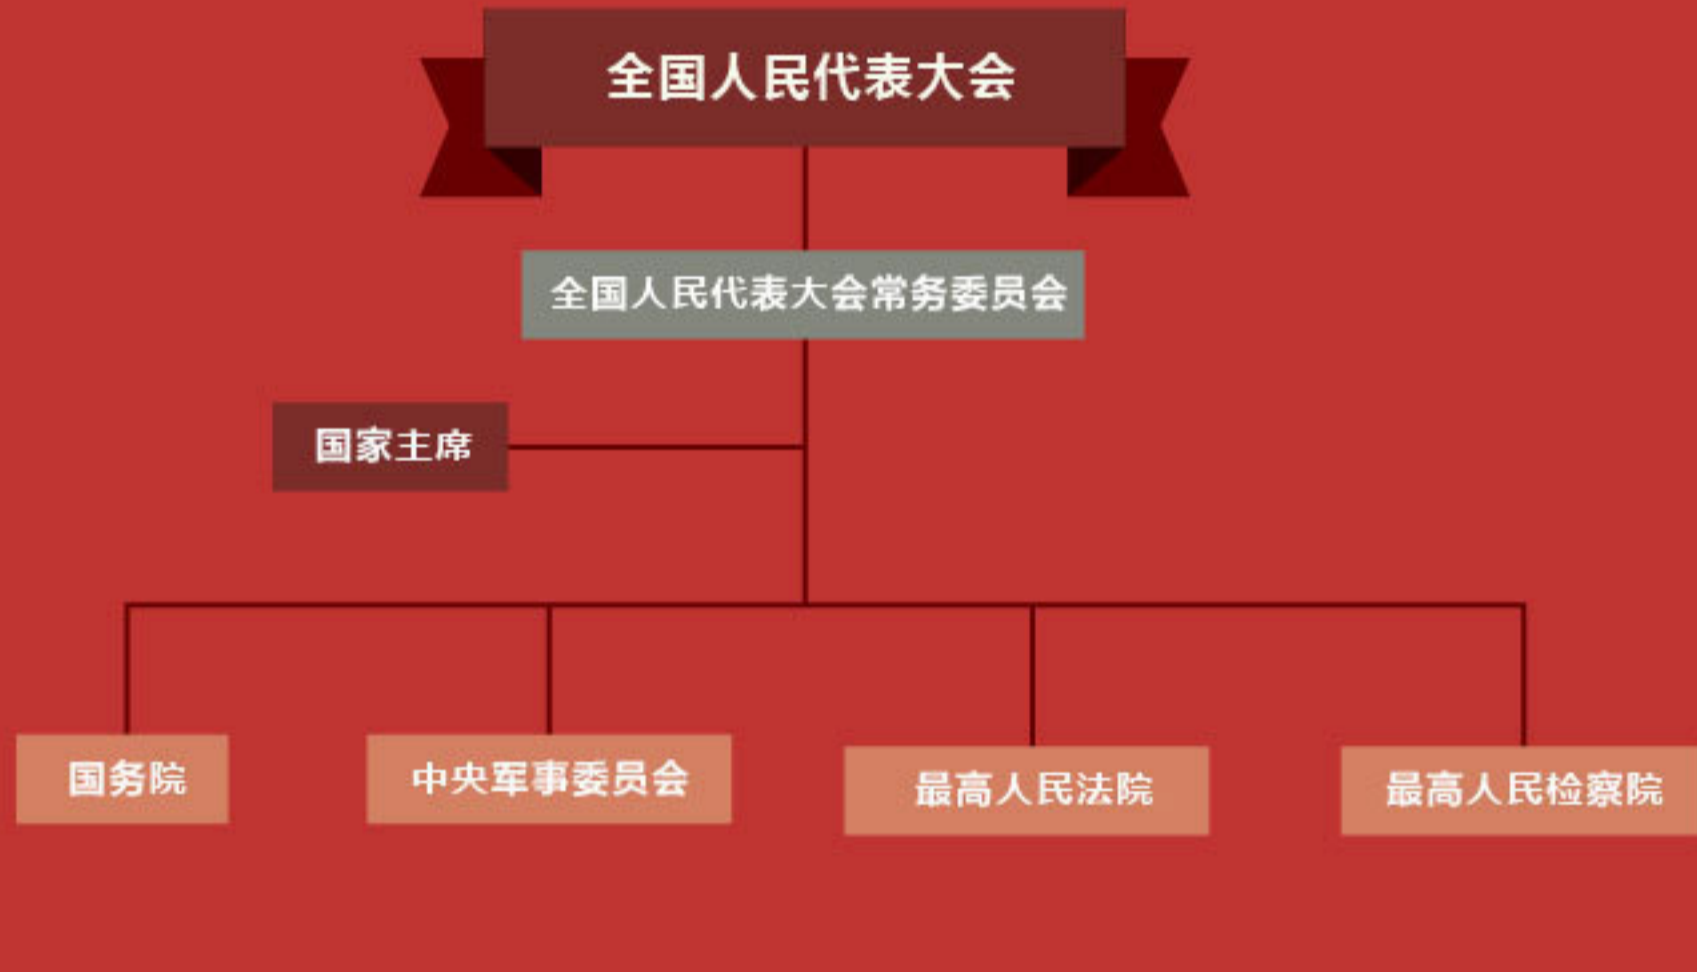 全国人民代表大会
全国人民代表大会常务委员会
国家主席
国务院
中央军事委员会
最高人民法院
最高人民检察院